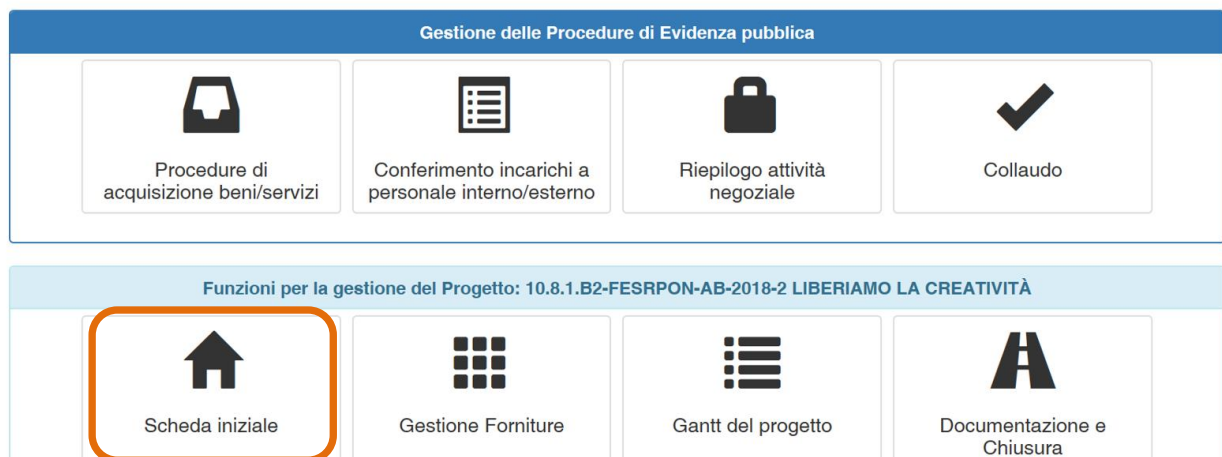 Gestione delle Procedure di Evidenza pubblica
Procedure di
acquisizione beni/servizi
Conferimento incarichi a
personale interno/esterno
Riepilogo attività
negoziale
Collaudo
Funzioni per la gestione del Progetto: 10.8.1.B2-FESRPON-AB-2018-2 LIBERIAMO LA CREATIVITÀ
Scheda iniziale
Gestione Forniture
Gantt del progetto
Documentazione e
Chiusura